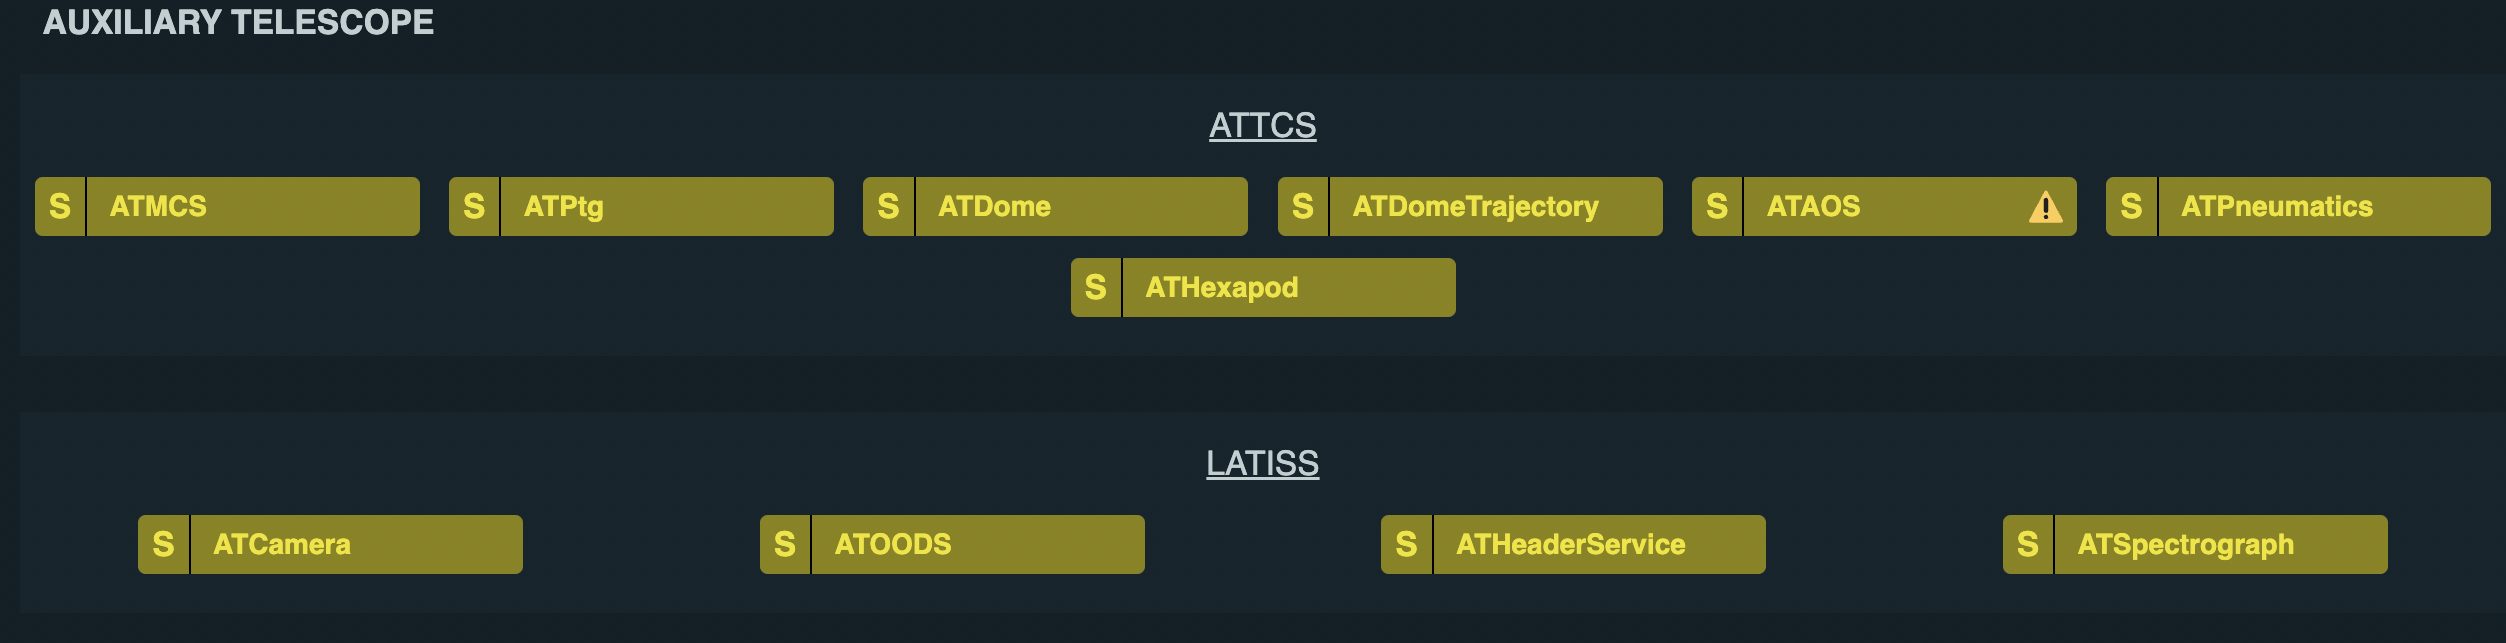 AUXILIARY TELESCOPE
ATTCS
S ATMCS S ATPtg S ATDome S ATDomeTrajectory S ATAOS S ATPneumatics
S ATHexapod
LATISS
S ATCamera S ATOODS S ATHeaderService S ATSpectrograph